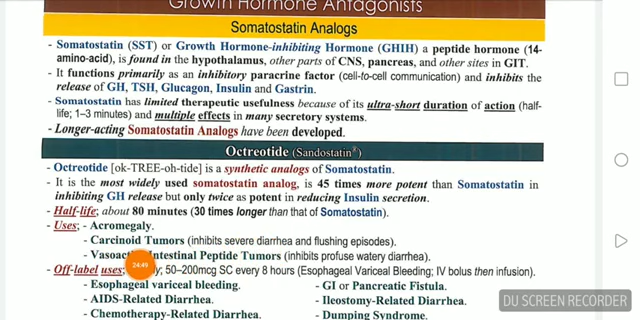 Growth Hormone Antagonists
Somatostatin Analogs
- Somatostatin (SST) or Growth Hormone-inhibiting Hormone (GHIH) a peptide hormone (14-
amino-acid), is found in the hypothalamus, other parts of CNS, pancreas, and other sites in GIT.
- It functions primarily as an inhibitory paracrine factor (cell-to-cell communication) and inhibits the
release of GH, TSH, Glucagon, Insulin and Gastrin.
- Somatostatin has limited therapeutic usefulness because of its ultra-short duration of action (half-
life; 1–3 minutes) and multiple effects in many secretory systems.
- Longer-acting Somatostatin Analogs have been developed.
Octreotide (Sandostatin®)
- Octreotide [ok-TREE-oh-tide] is a synthetic analogs of Somatostatin.
- It is the most widely used somatostatin analog, is 45 times more potent than Somatostatin in
inhibiting GH release but only twice as potent in reducing Insulin secretion.
- Half-life; about 80 minutes (30 times longer than that of Somatostatin).
- Uses; - Acromegaly.
- Carcinoid Tumors (inhibits severe diarrhea and flushing episodes).
- Vasoact Intestinal Peptide Tumors (inhibits profuse watery diarrhea).
- Off-label uses; 24:49 y; 50–200mcg SC every 8 hours (Esophageal Variceal Bleeding; IV bolus then infusion).
- Esophageal variceal bleeding. - GI or Pancreatic Fistula.
- AIDS-Related Diarrhea. - Ileostomy-Related Diarrhea.
- Chemotherapy-Related Diarrhea. - Dumping Syndrome.
DU SCREEN RECORDER